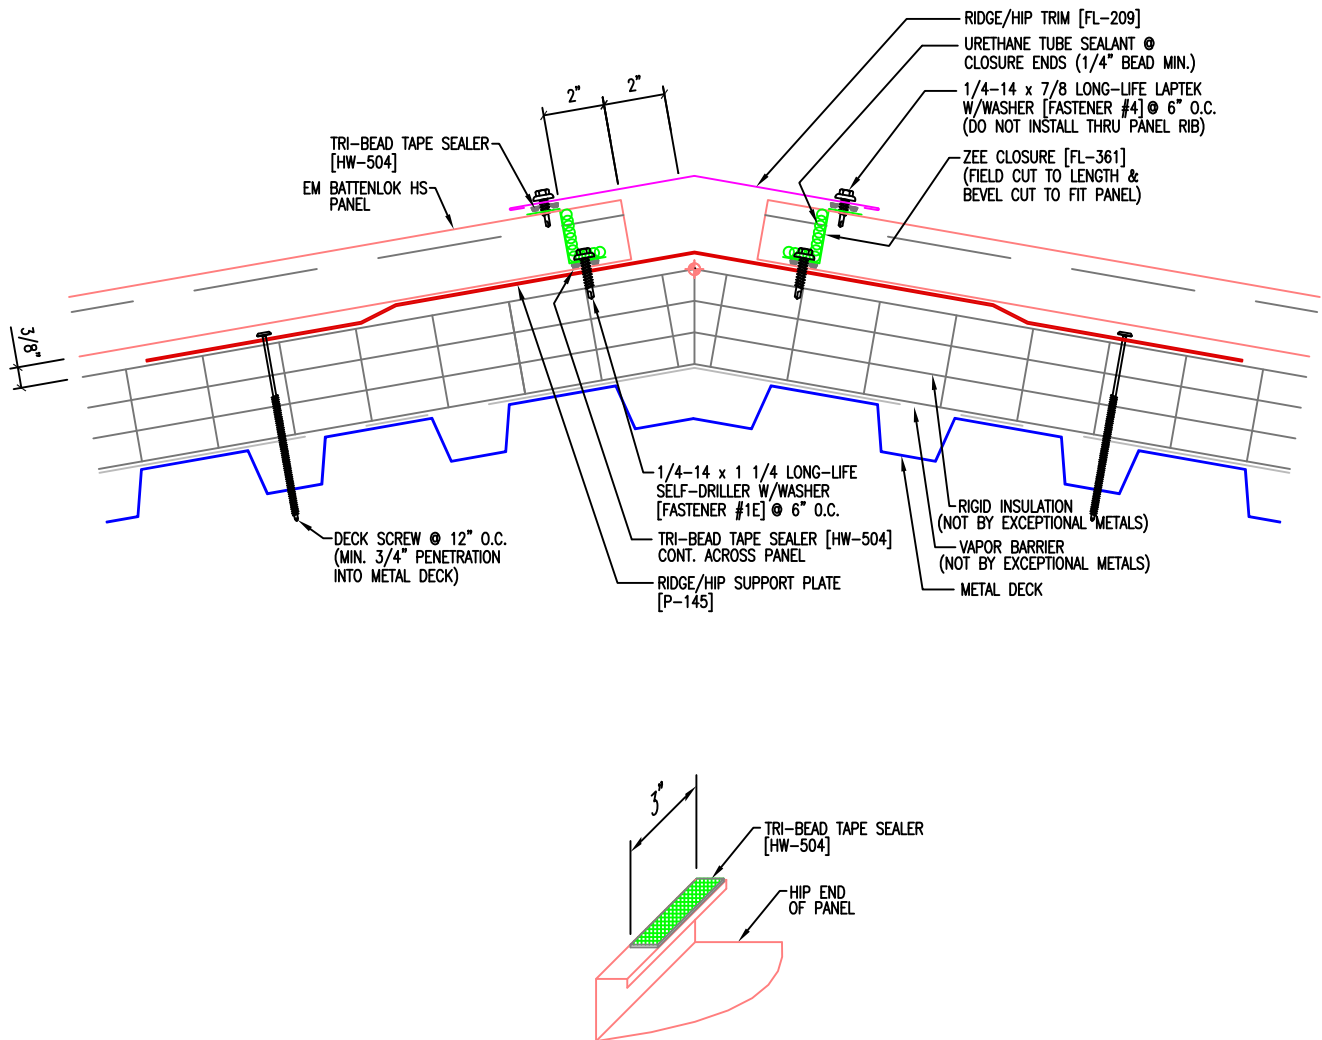 RIDGE/HIP TRIM [FL-209]
URETHANE TUBE SEALANT @
CLOSURE ENDS (1/4" BEAD MIN.)
1/4-14 x 7/8 LONG-LIFE LAPTEK
W/WASHER [FASTENER #4] @ 6" O.C.
(DO NOT INSTALL THRU PANEL RIB)
ZEE CLOSURE [FL-361]
(FIELD CUT TO LENGTH &
BEVEL CUT TO FIT PANEL)
2"
2"
TRI-BEAD TAPE SEALER
[HW-504]
EM BATTENLOK HS
PANEL
3/8"
1/4-14 x 1 1/4 LONG-LIFE
SELF-DRILLER W/WASHER
[FASTENER #1E] @ 6" O.C.
TRI-BEAD TAPE SEALER [HW-504]
CONT. ACROSS PANEL
RIDGE/HIP SUPPORT PLATE
[P-145]
DECK SCREW @ 12" O.C.
(MIN. 3/4" PENETRATION
INTO METAL DECK)
RIGID INSULATION
(NOT BY EXCEPTIONAL METALS)
VAPOR BARRIER
(NOT BY EXCEPTIONAL METALS)
METAL DECK
3"
TRI-BEAD TAPE SEALER
[HW-504]
HIP END
OF PANEL